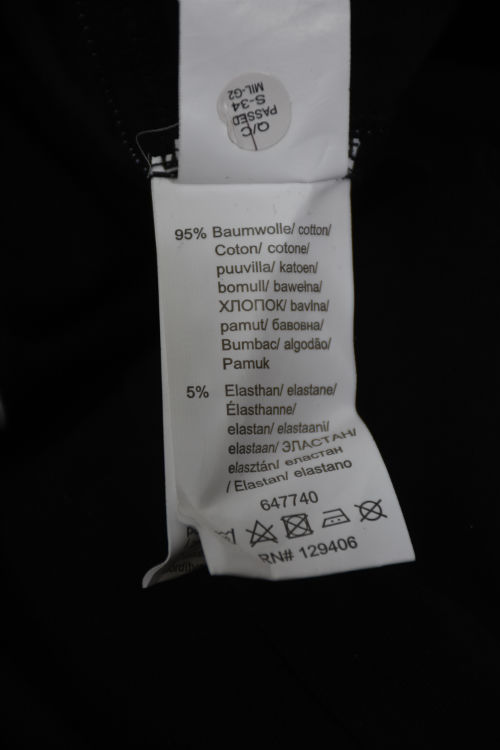 Q/C
PASSED
S-34
MIL-G2
95% Baumwolle/ cotton/
Coton/ cotone/
puuvilla/ katoen/
bomull/ bawełna/
ХЛОПОК/ bavlna/
pamut/ бавовна/
Bumbac/ algodão/
Pamuk
5% Elasthan/ elastane/
Élasthanne/
elastan/ elastaani/
elastaan/ ЭЛАСТАН/
elasztán/ еластан
/ Elastan/ elastano
647740
RN# 129406